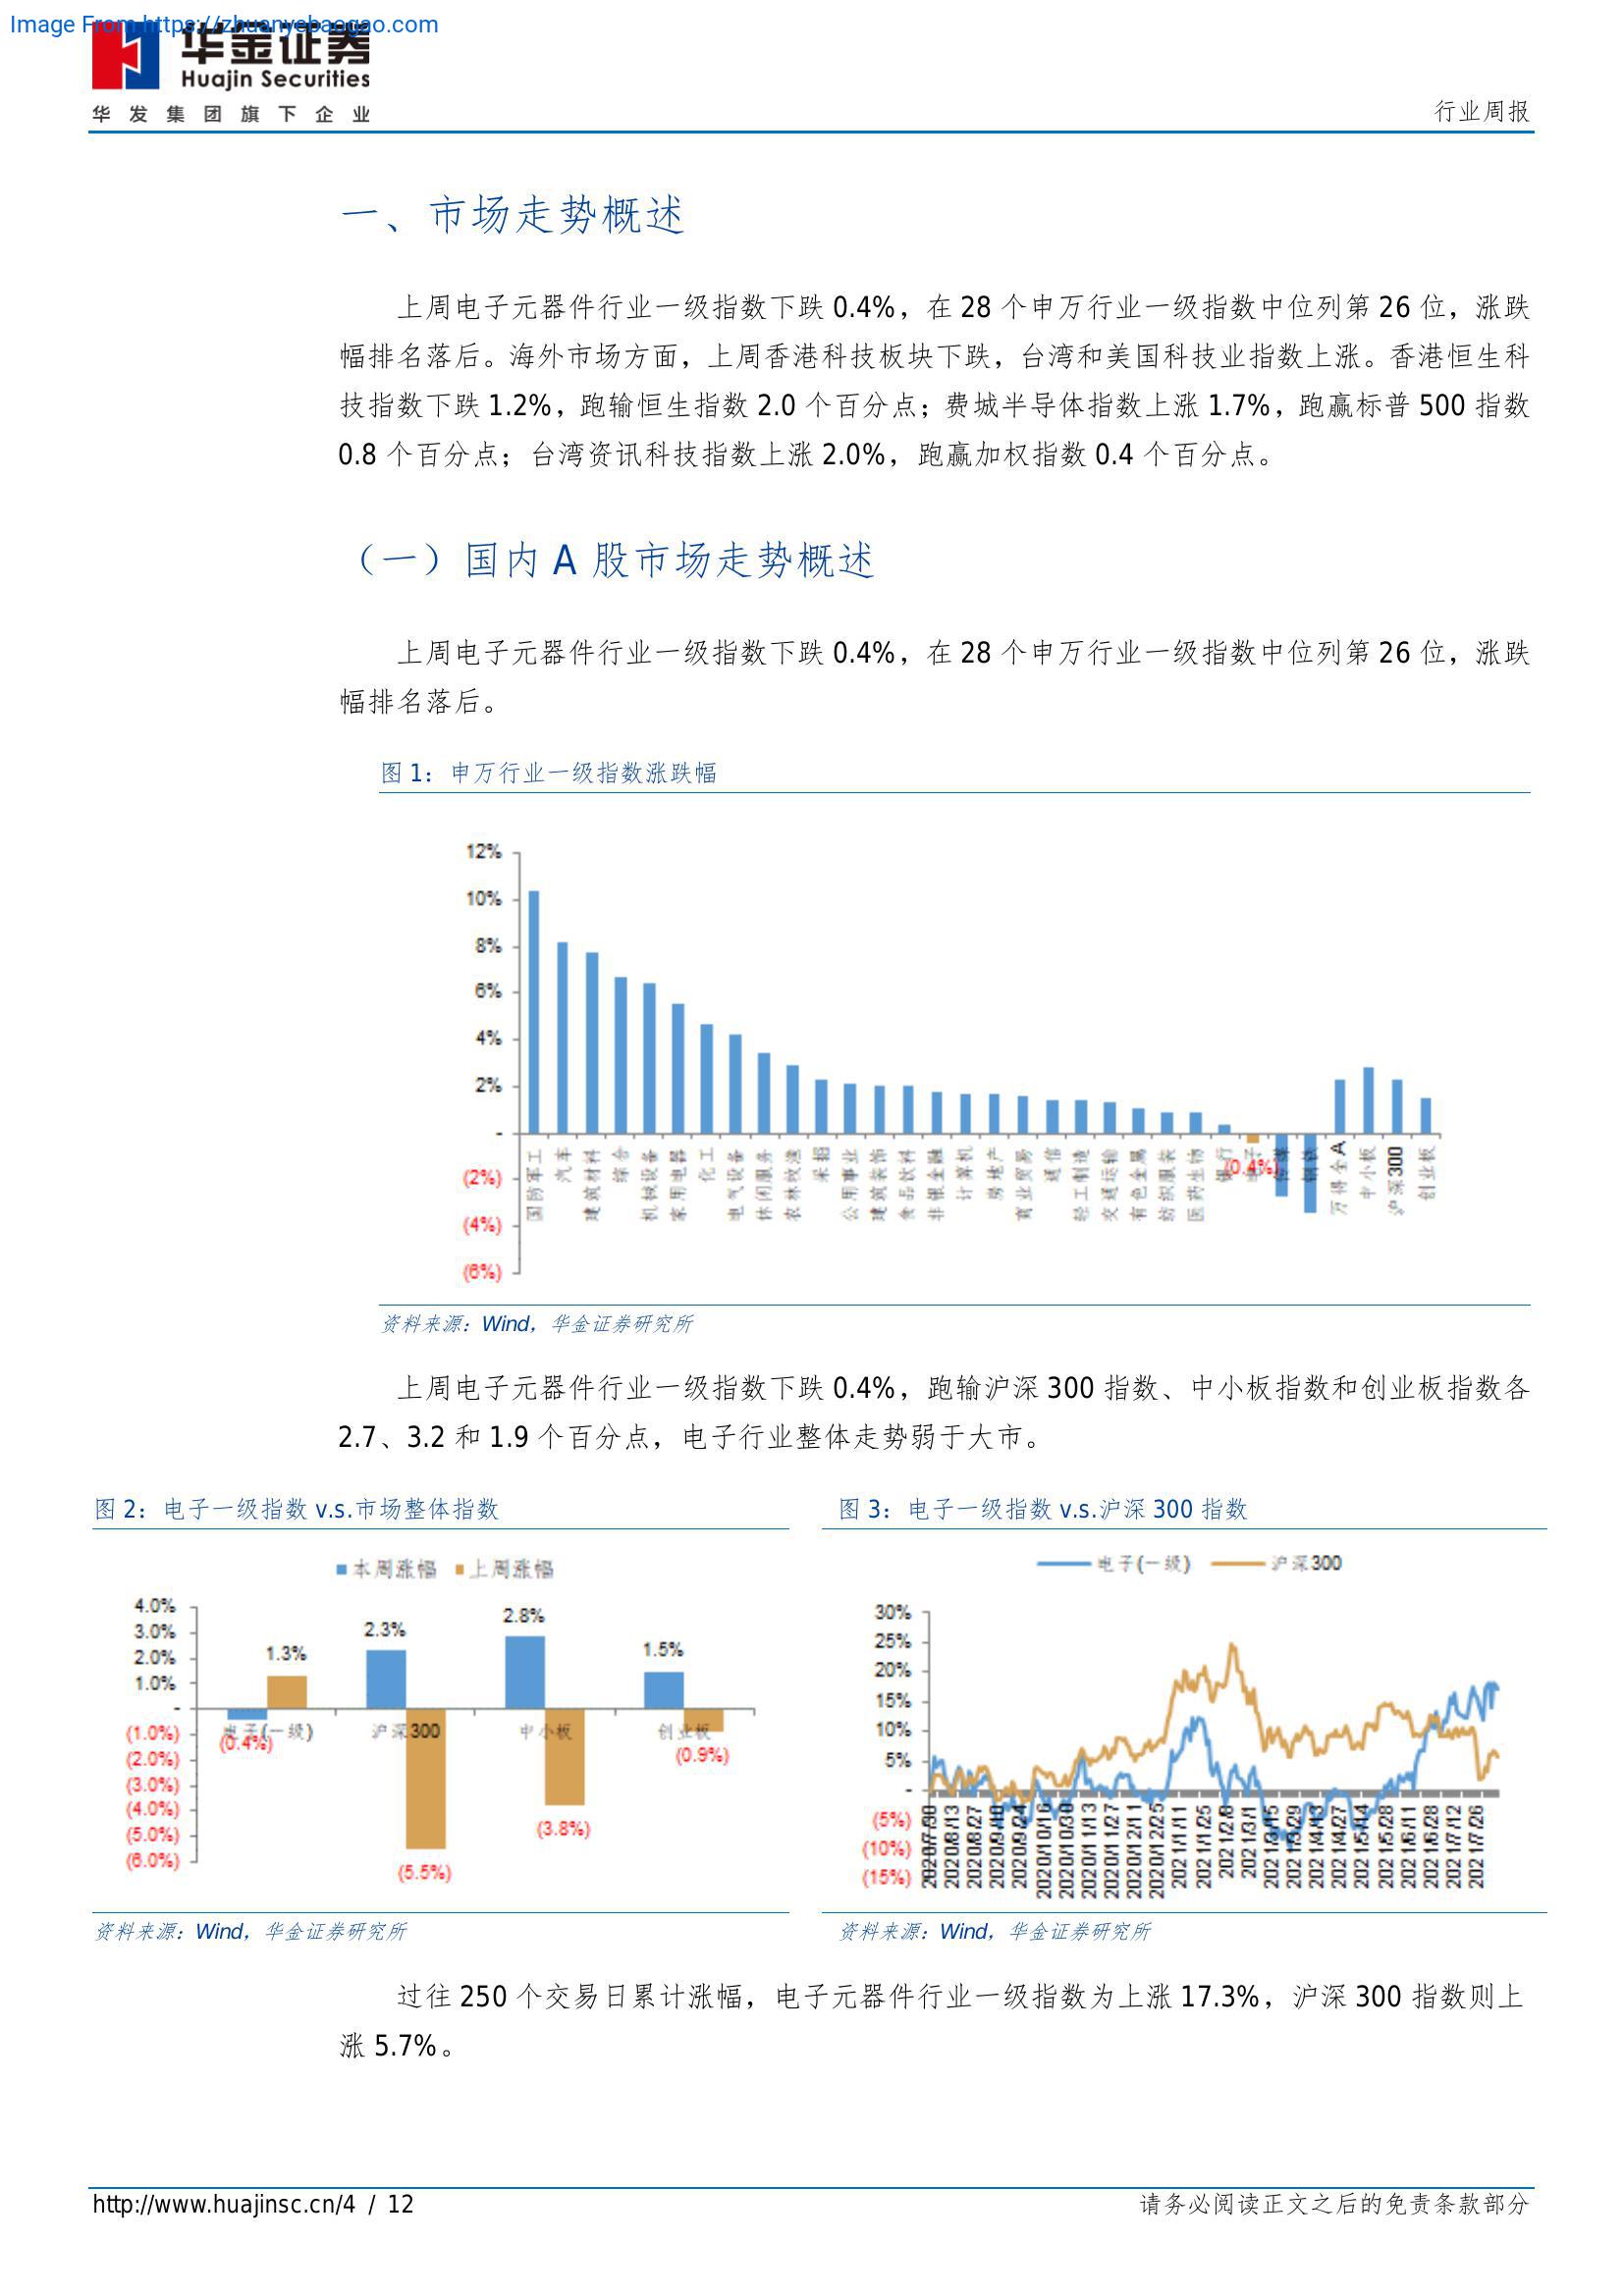 Image From https://zhuanyebaogao.com
华金证券
Huajin Securities
华发集团旗下企业
行业周报
一、市场走势概述
上周电子元器件行业一级指数下跌 0.4%，在 28 个申万行业一级指数中位列第 26 位，涨跌
幅排名落后。海外市场方面，上周香港科技板块下跌，台湾和美国科技业指数上涨。香港恒生科
技指数下跌 1.2%，跑输恒生指数 2.0 个百分点；费城半导体指数上涨 1.7%，跑赢标普 500 指数
0.8 个百分点；台湾资讯科技指数上涨 2.0%，跑赢加权指数 0.4 个百分点。
（一）国内 A 股市场走势概述
上周电子元器件行业一级指数下跌 0.4%，在 28 个申万行业一级指数中位列第 26 位，涨跌
幅排名落后。
图 1：申万行业一级指数涨跌幅
12%
10%
8%
6%
4%
2%
-
(2%)
(4%)
(6%)
国防军工
汽车
建筑材料
综合
机械设备
家用电器
化工
电气设备
休闲服务
农林牧渔
采掘
公用事业
建筑装饰
食品饮料
非银金融
计算机
房地产
商业贸易
通信
轻工制造
交通运输
有色金属
纺织服装
医药生物
银行
电子
(0.4%)
传媒
钢铁
万得全A
中小板
沪深300
创业板
资料来源：Wind，华金证券研究所
上周电子元器件行业一级指数下跌 0.4%，跑输沪深 300 指数、中小板指数和创业板指数各
2.7、3.2 和 1.9 个百分点，电子行业整体走势弱于大市。
图 2：电子一级指数 v.s.市场整体指数
本周涨幅 上周涨幅
4.0%
3.0%
2.0%
1.0%
-
(1.0%)
(2.0%)
(3.0%)
(4.0%)
(5.0%)
(6.0%)
1.3%
2.3%
2.8%
1.5%
电子(一级)
沪深300
中小板
创业板
(0.4%)
(5.5%)
(3.8%)
(0.9%)
资料来源：Wind，华金证券研究所
图 3：电子一级指数 v.s.沪深 300 指数
电子(一级) 沪深300
30%
25%
20%
15%
10%
5%
-
(5%)
(10%)
(15%)
2020/7/30
2020/8/13
2020/8/27
2020/9/10
2020/9/24
2020/10/16
2020/10/30
2020/11/13
2020/11/27
2020/12/11
2020/12/25
2021/1/11
2021/1/25
2021/2/8
2021/3/1
2021/3/15
2021/3/29
2021/4/13
2021/4/27
2021/5/14
2021/5/28
2021/6/11
2021/6/28
2021/7/12
2021/7/26
资料来源：Wind，华金证券研究所
过往 250 个交易日累计涨幅，电子元器件行业一级指数为上涨 17.3%，沪深 300 指数则上
涨 5.7%。
http://www.huajinsc.cn/4 / 12
请务必阅读正文之后的免责条款部分